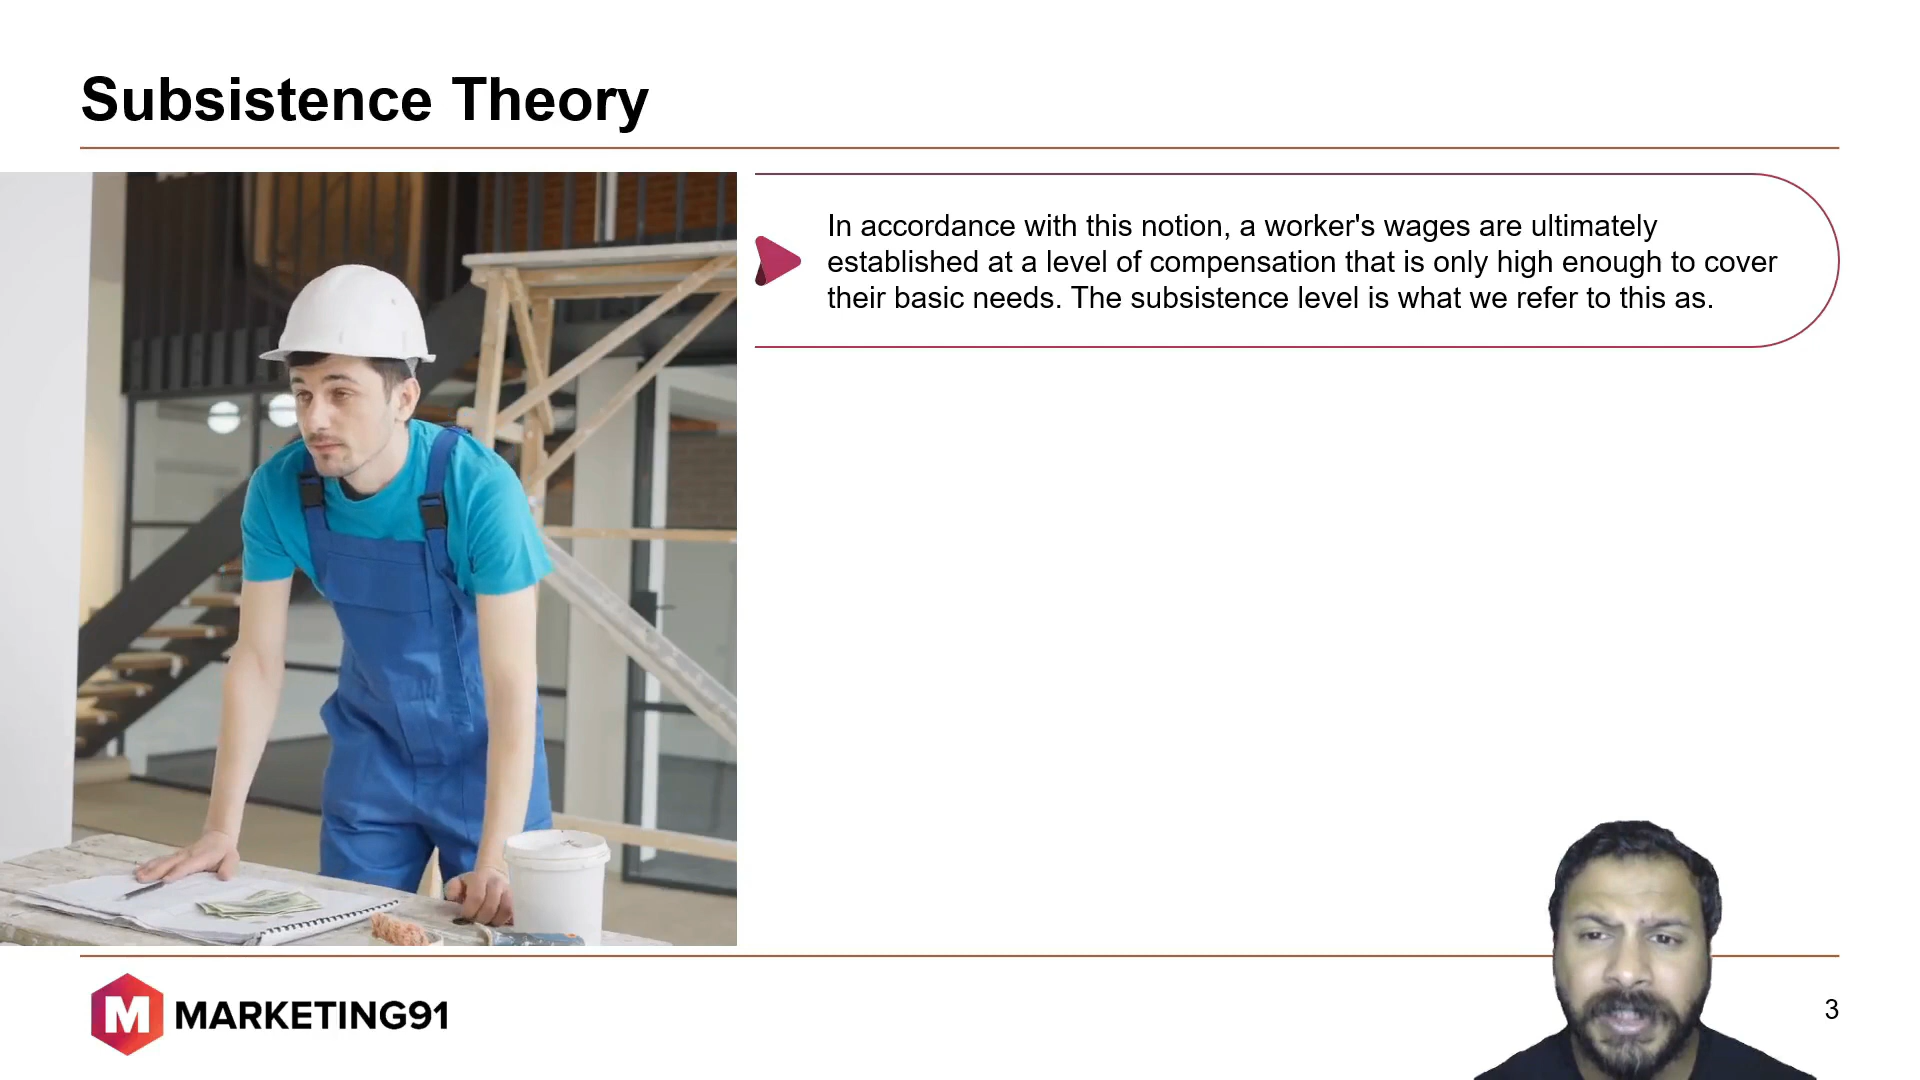 Subsistence Theory
In accordance with this notion, a worker's wages are ultimately
established at a level of compensation that is only high enough to cover
their basic needs. The subsistence level is what we refer to this as.
M MARKETING91
3